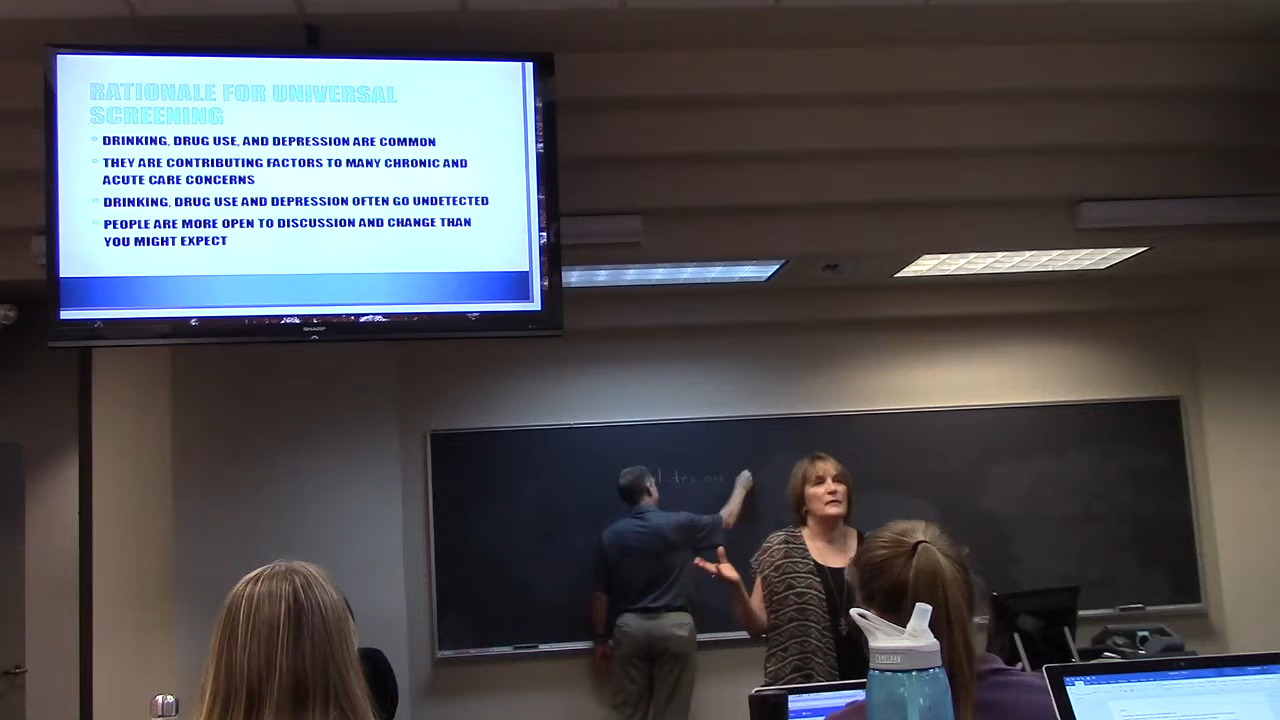 RATIONALE FOR UNIVERSAL
SCREENING
DRINKING, DRUG USE, AND DEPRESSION ARE COMMON
THEY ARE CONTRIBUTING FACTORS TO MANY CHRONIC AND
ACUTE CARE CONCERNS
DRINKING, DRUG USE AND DEPRESSION OFTEN GO UNDETECTED
PEOPLE ARE MORE OPEN TO DISCUSSION AND CHANGE THAN
YOU MIGHT EXPECT
SHARP
CAMELBAK